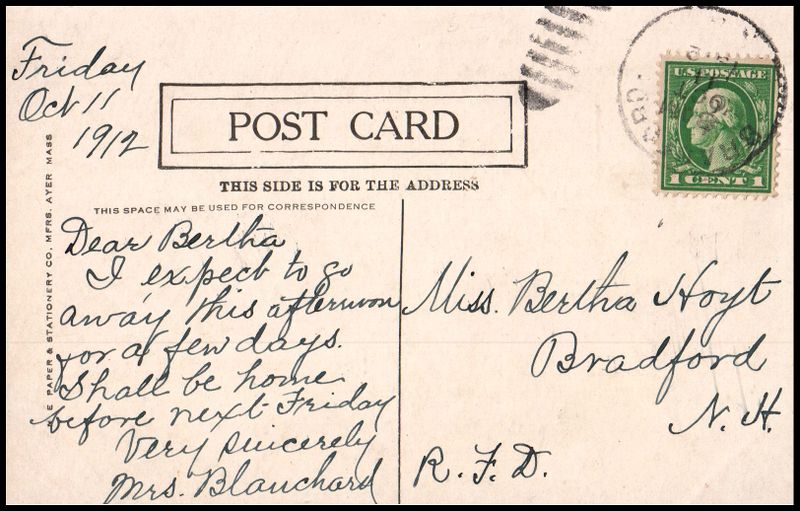 Friday
Oct 11
1912
POST CARD
THIS SIDE IS FOR THE ADDRESS
THIS SPACE MAY BE USED FOR CORRESPONDENCE
PAPER & STATIONERY CO. MFRS. AYER MASS
U.S. POSTAGE
1 CENT 1
Dear Bertha
I expect to go
away this afternoon
for a few days.
Shall be home
before next Friday
Very sincerely
Mrs. Blanchard
Miss. Bertha Hoyt
Bradford
N. H.
R. F. D.